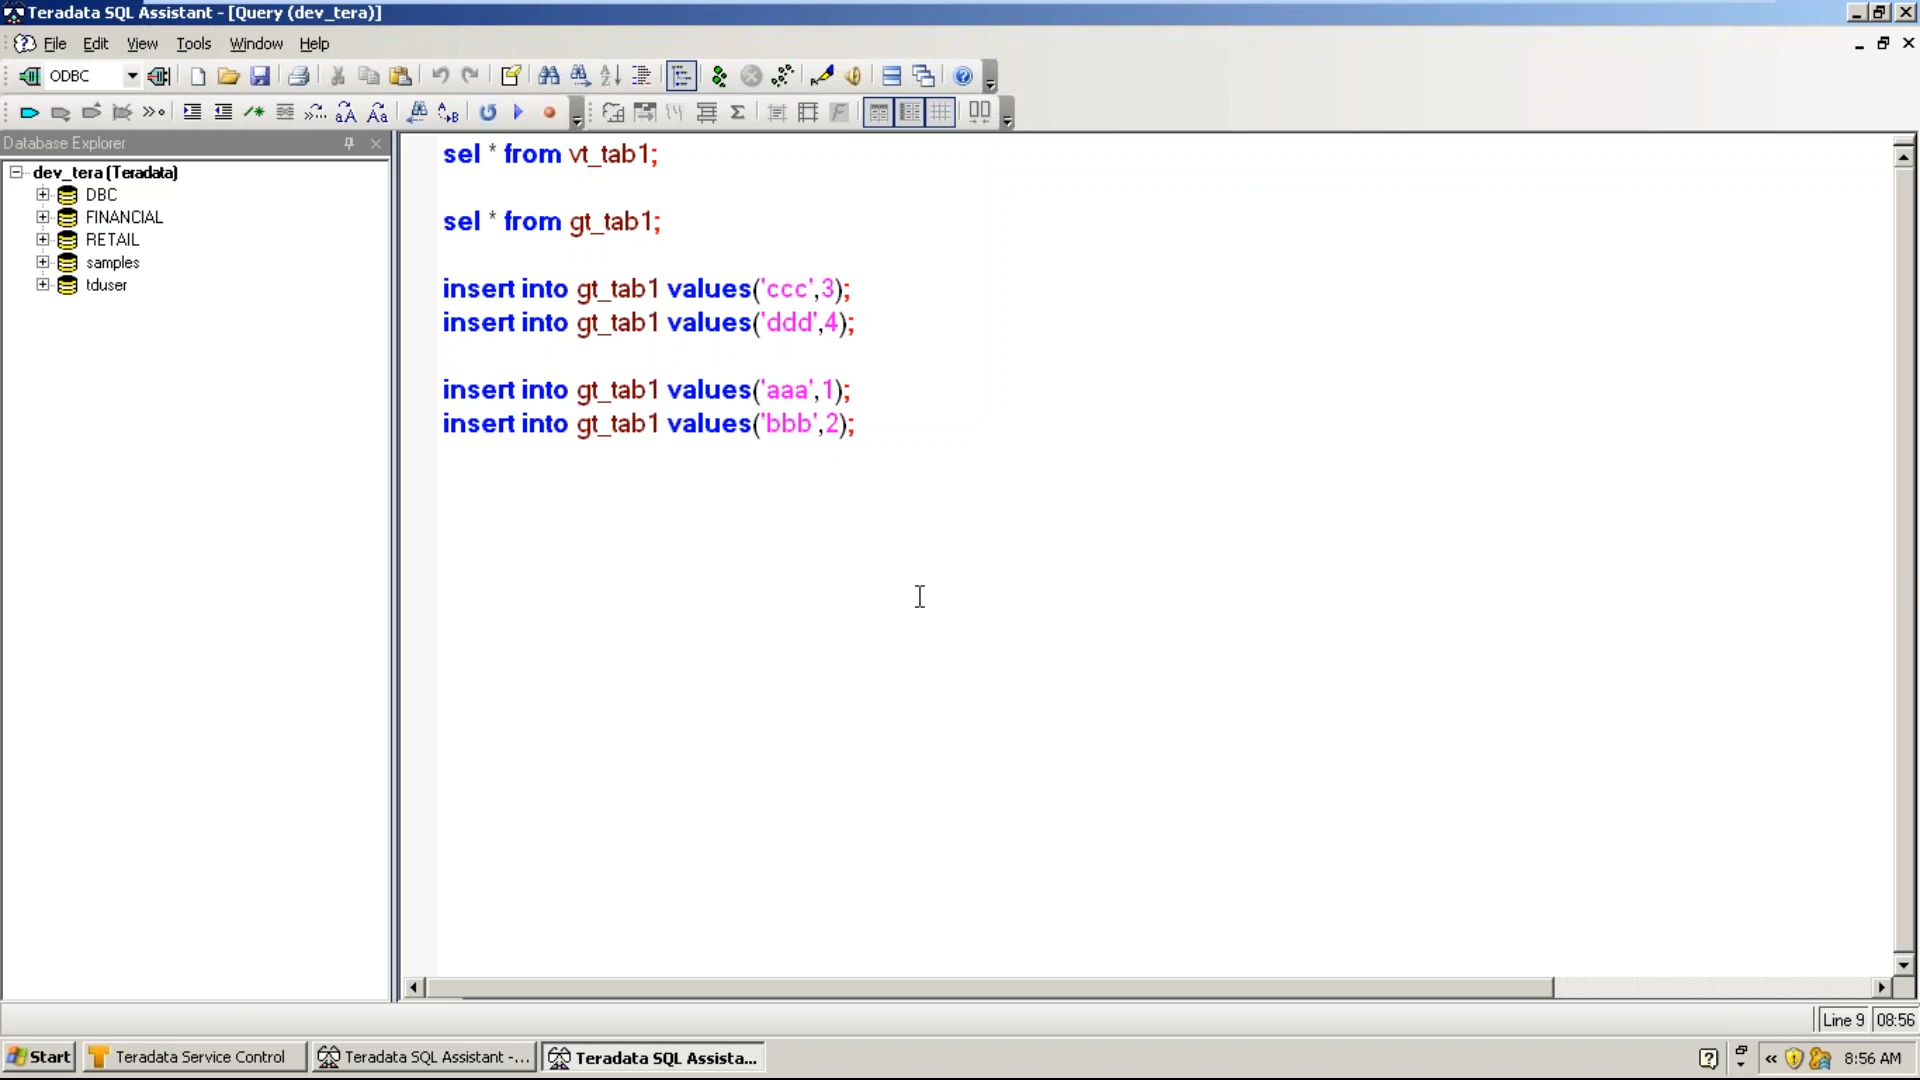 Teradata SQL Assistant - [Query (dev_tera)]
File Edit View Tools Window Help
ODBC
Database Explorer
dev_tera (Teradata)
DBC
FINANCIAL
RETAIL
samples
tduser
sel * from vt_tab1;
sel * from gt_tab1;
insert into gt_tab1 values('ccc',3);
insert into gt_tab1 values('ddd',4);
insert into gt_tab1 values('aaa',1);
insert into gt_tab1 values('bbb',2);
Line 9 08:56
Start Teradata Service Control Teradata SQL Assistant -... Teradata SQL Assista... 8:56 AM